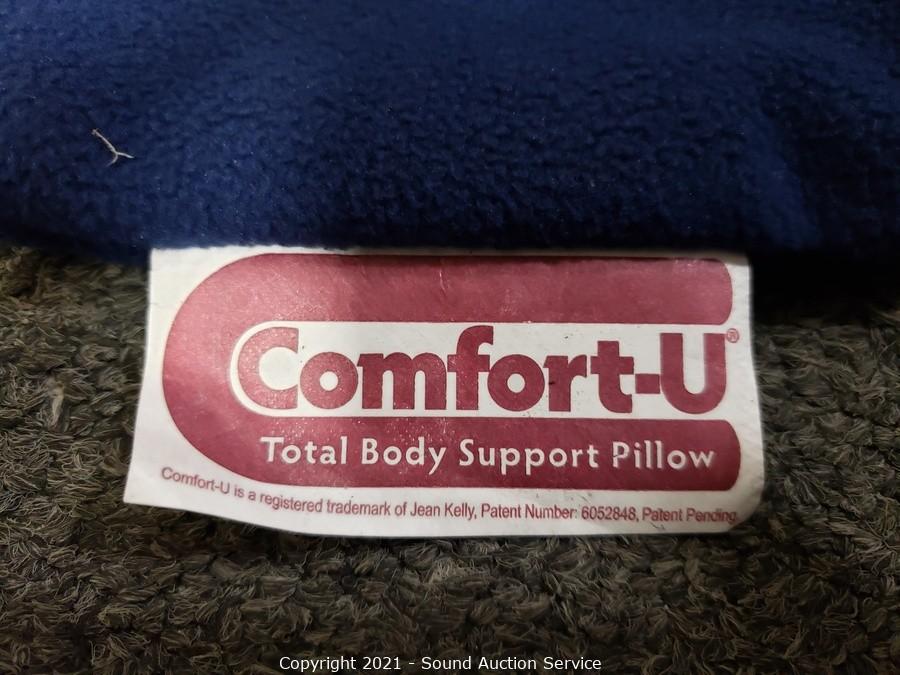 Comfort-U®
Total Body Support Pillow
Comfort-U is a registered trademark of Jean Kelly, Patent Number: 6052848, Patent Pending.
Copyright 2021 - Sound Auction Service